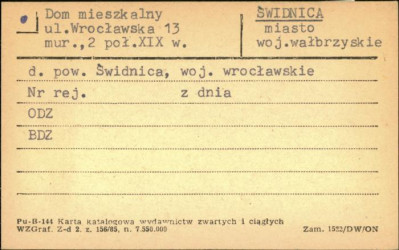 Dom mieszkalny
ul.Wrocławska 13
mur.,2 poł.XIX w.
ŚWIDNICA
miasto
woj.wałbrzyskie
d. pow. Świdnica, woj. wrocławskie
Nr rej. z dnia
ODZ
BDZ
Pu-B-144 Karta katalogowa wydawnictw zwartych i ciągłych
WZGraf. Z-d 2. z. 156/85, n. 7.550.000 Zam. 1522/DW/ON